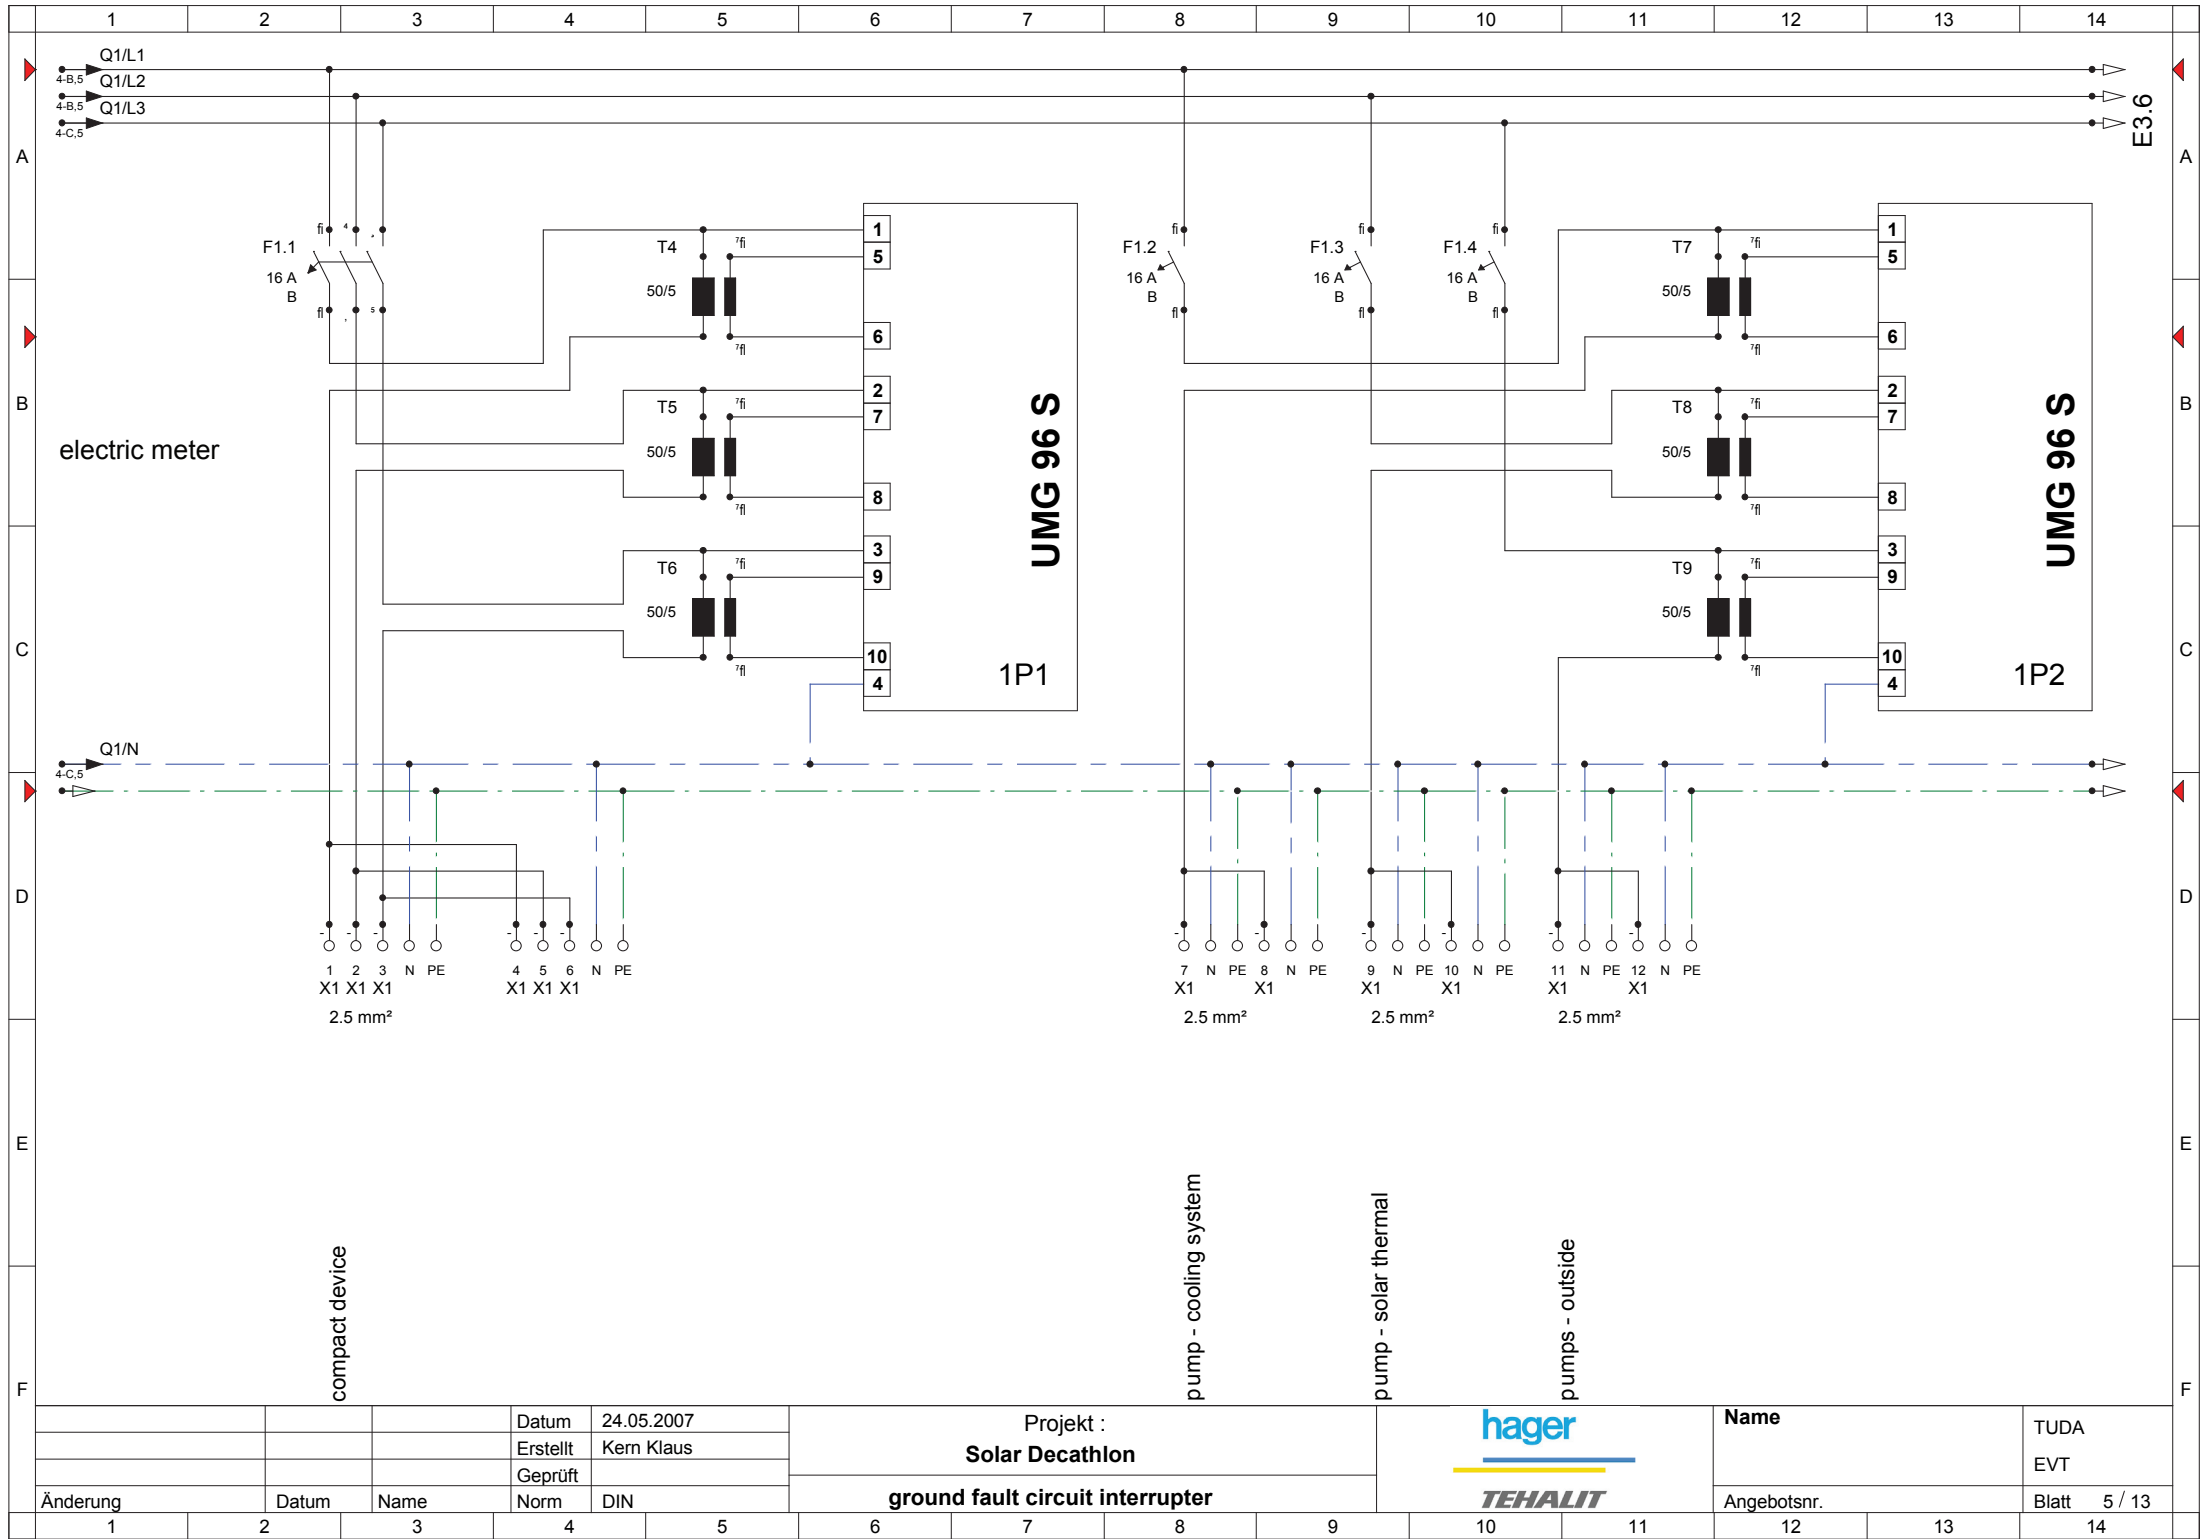 1 2 3 4 5 6 7 8 9 10 11 12 13 14
Q1/L1
4-B,5
Q1/L2
4-B,5
Q1/L3
4-C,5
E3.6
A A
F1.1
16 A
B
T4
50/5
1
5
6
T5
50/5
2
7
8
T6
50/5
3
9
10
4
UMG 96 S
1P1
F1.2
16 A
B
F1.3
16 A
B
F1.4
16 A
B
T7
50/5
1
5
6
T8
50/5
2
7
8
T9
50/5
3
9
10
4
UMG 96 S
1P2
B B
electric meter
C C
Q1/N
4-C,5
D D
1 2 3 N PE 4 5 6 N PE 7 N PE 8 N PE 9 N PE 10 N PE 11 N PE 12 N PE
X1 X1 X1 X1 X1 X1 X1 X1 X1 X1 X1 X1
2.5 mm² 2.5 mm² 2.5 mm² 2.5 mm²
E E
compact device
pump - cooling system
pump - solar thermal
pumps - outside
F F
Datum 24.05.2007
Erstellt Kern Klaus
Geprüft
Änderung Datum Name Norm DIN
Projekt :
Solar Decathlon
ground fault circuit interrupter
hager
TEHALIT
Name
TUDA
EVT
Angebotsnr.
Blatt 5 / 13
1 2 3 4 5 6 7 8 9 10 11 12 13 14